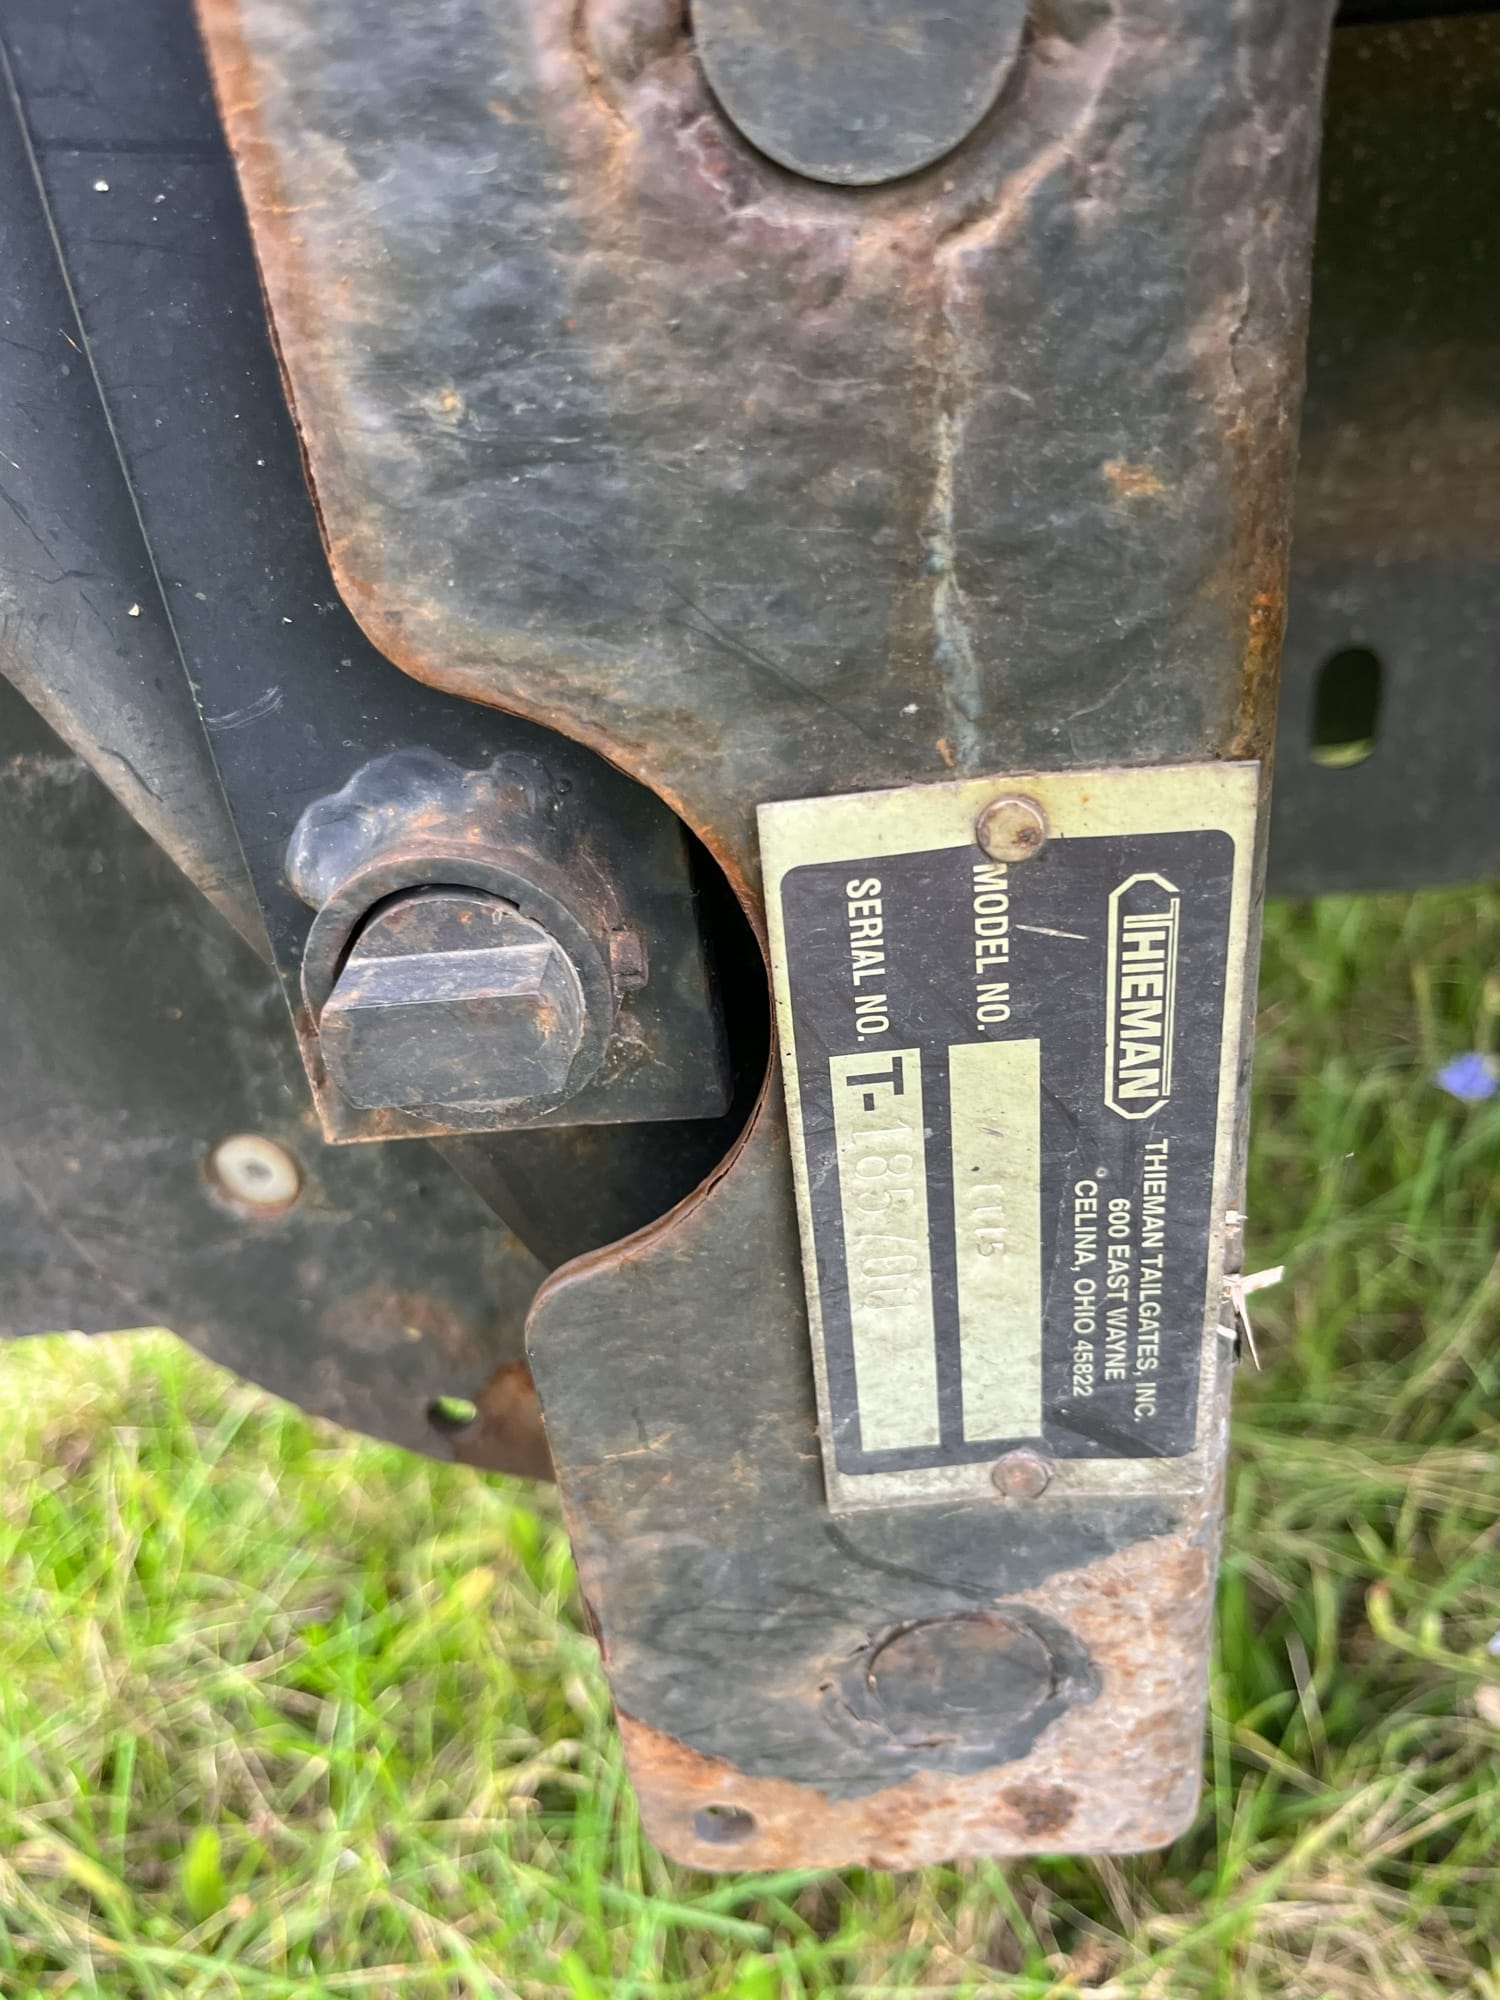 THIEMAN
THIEMAN TAILGATES, INC.
600 EAST WAYNE
CELINA, OHIO 45822
MODEL NO.
SERIAL NO. T-